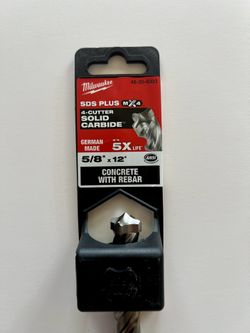 Milwaukee
SDS PLUS MX4
4-CUTTER
SOLID
CARBIDE
GERMAN
MADE
5X
LIFE
5/8" x 12"
CONCRETE
WITH REBAR